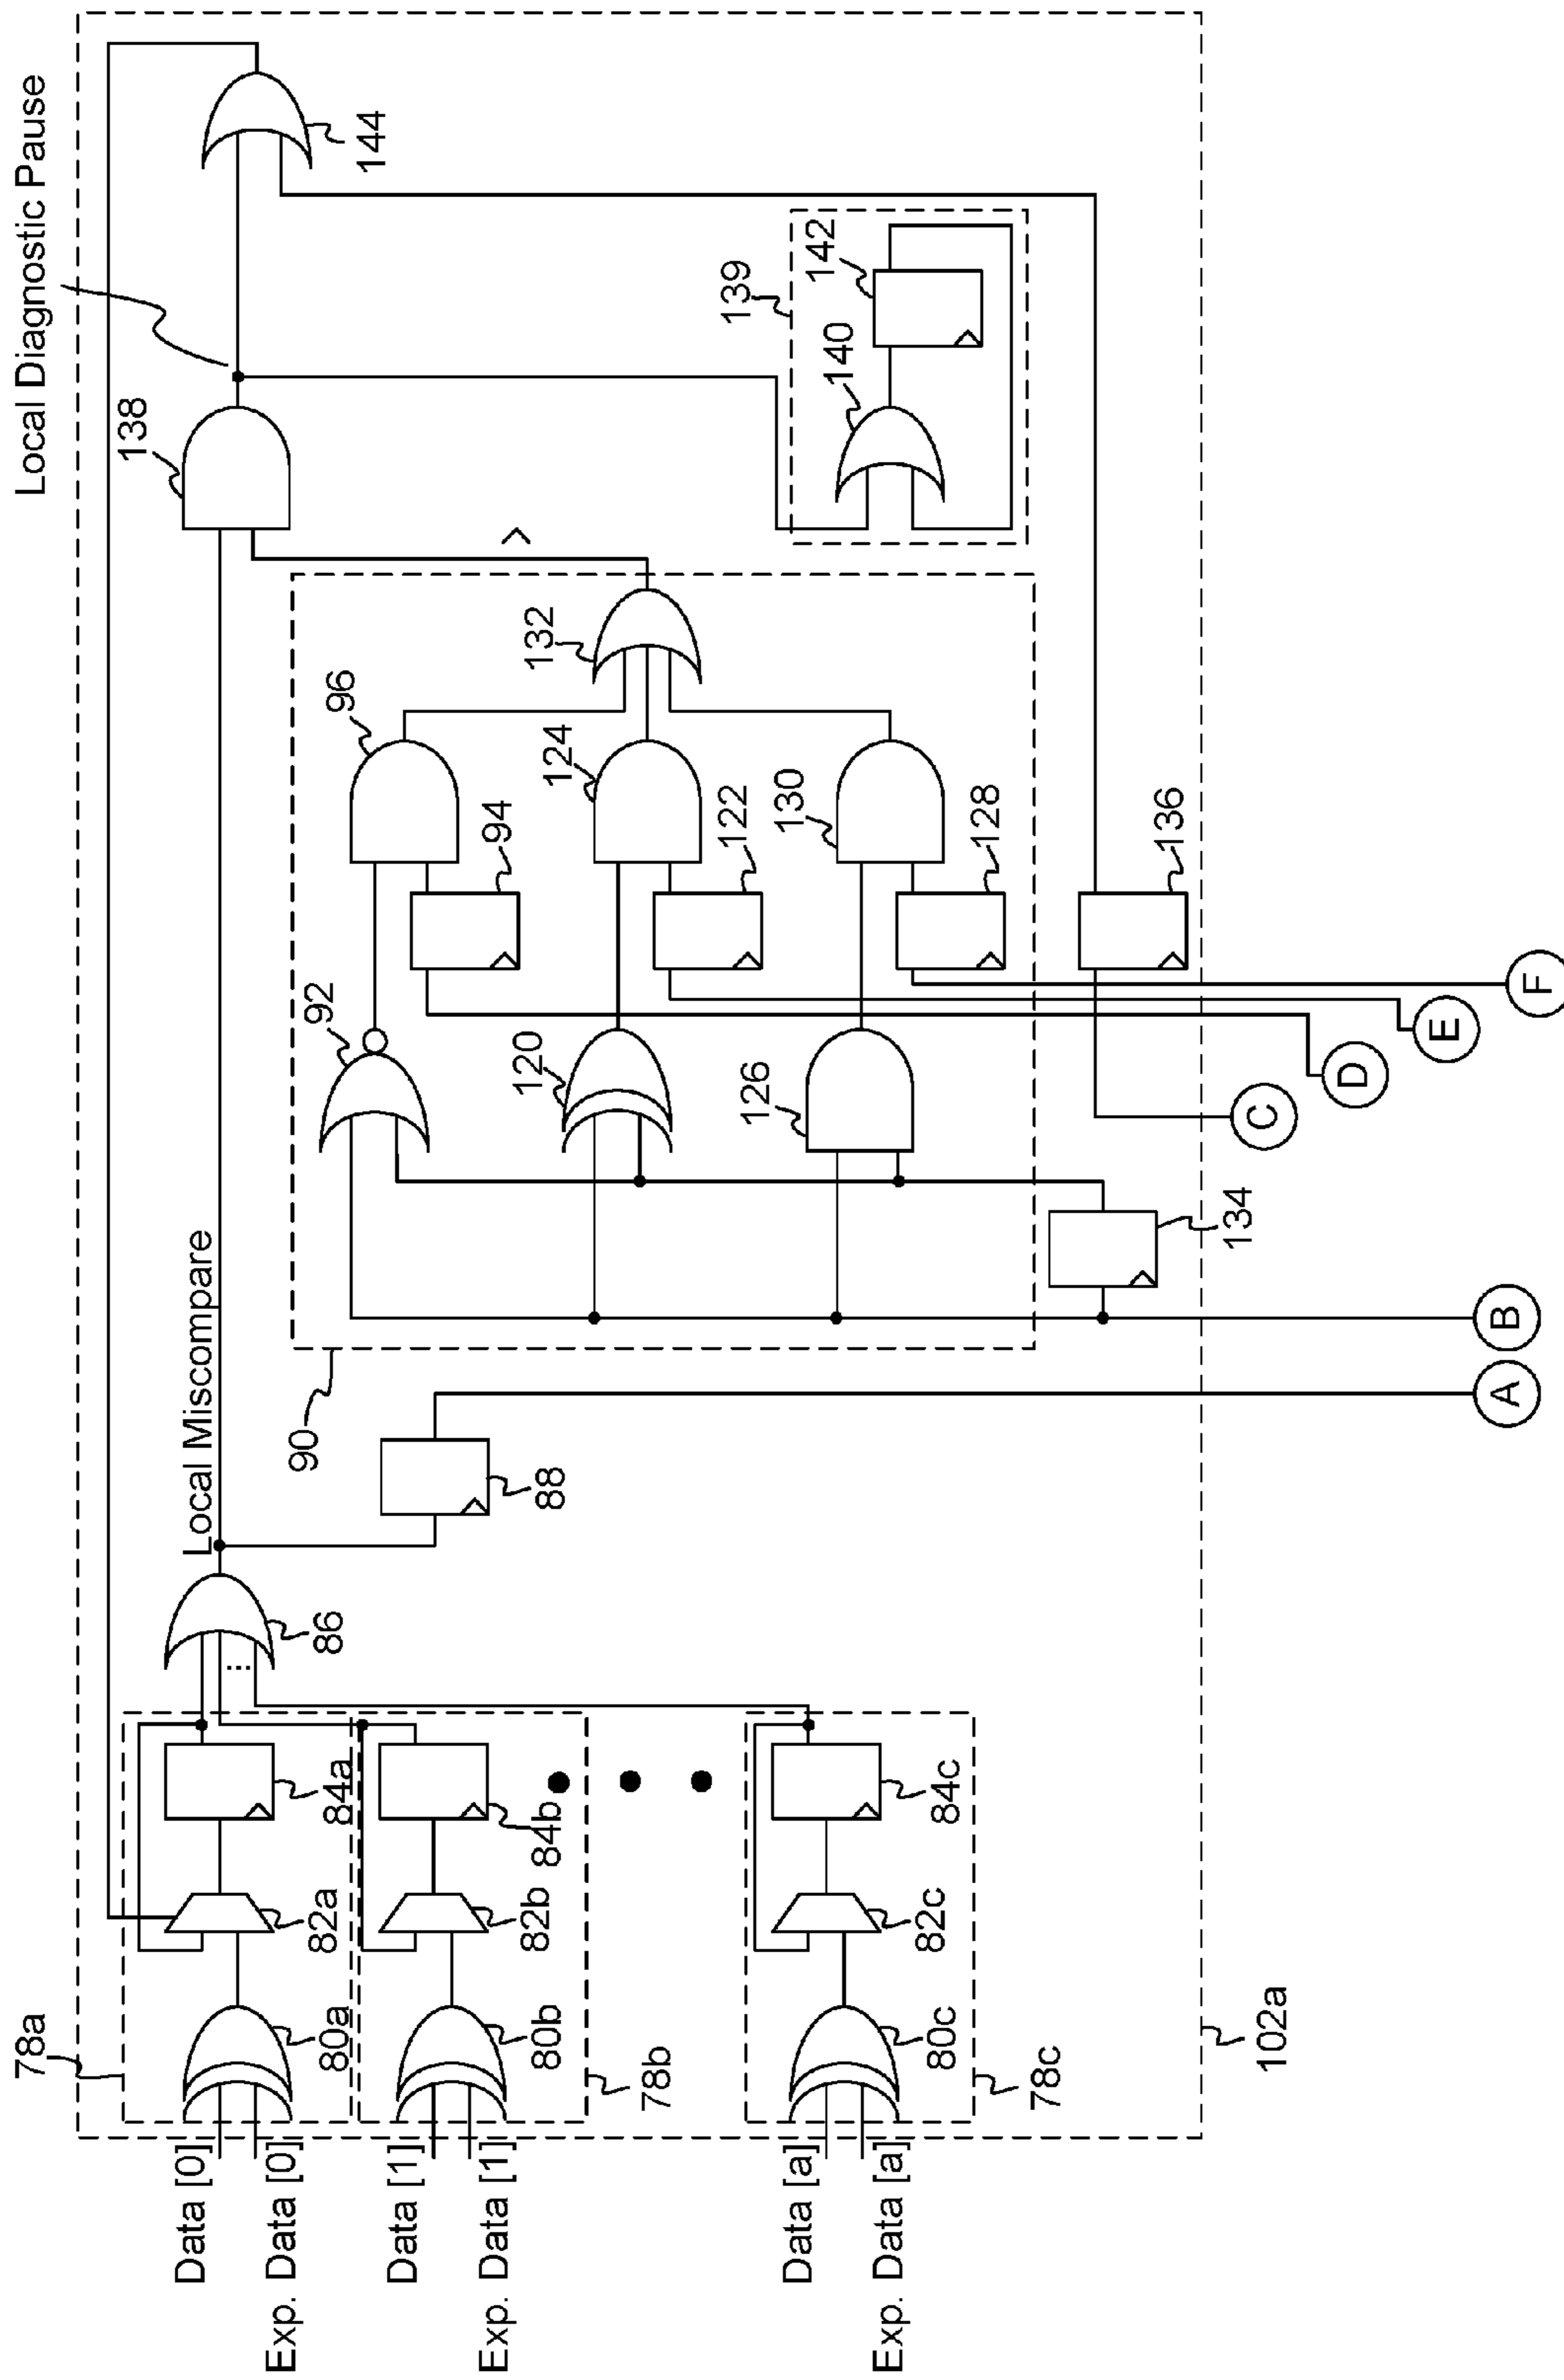 Local Diagnostic Pause
144
138
139
142
140
Local Miscompare
132
96
124
130
94
122
128
136
92
120
126
134
90
88
86
A
B
C
D
E
F
78a
84a
82a
80a
84b
82b
80b
78b
84c
82c
80c
78c
102a
Data [0]
Exp. Data [0]
Data [1]
Exp. Data [1]
Data [a]
Exp. Data [a]